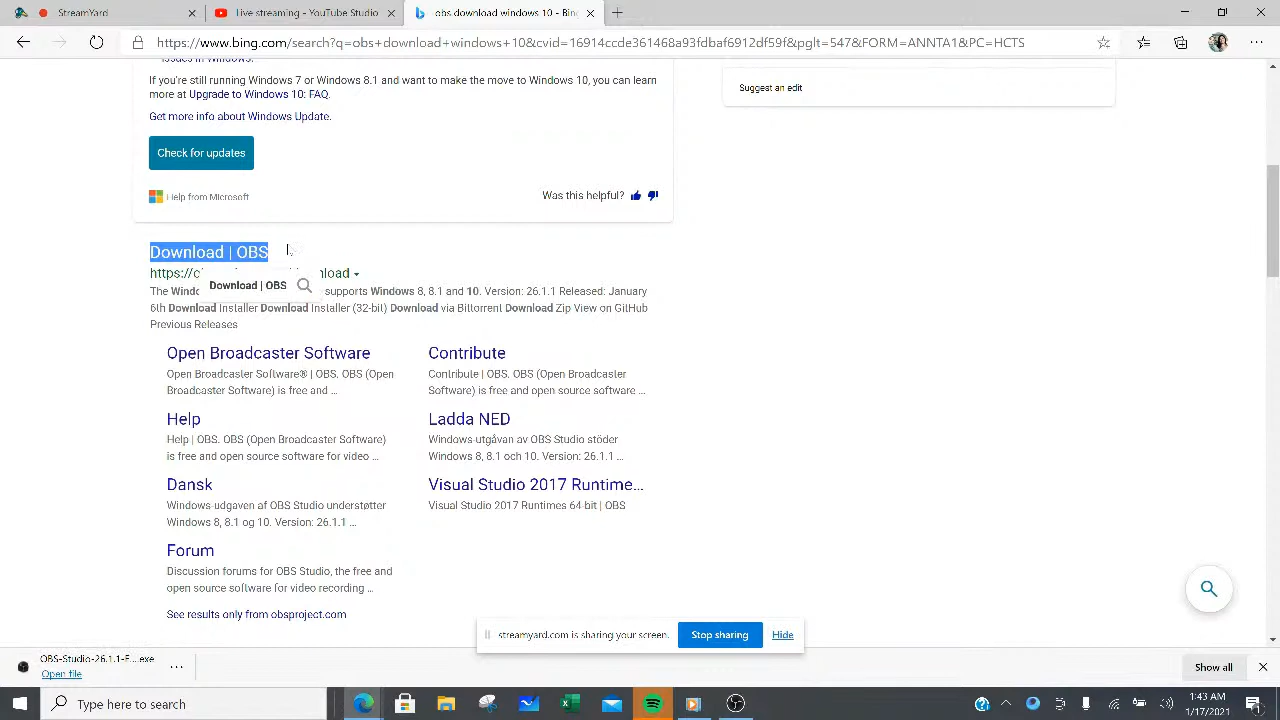 StreamYard
Live streaming - YouTube Studio
obs download windows 10 - Bing
https://www.bing.com/search?q=obs+download+windows+10&cvid=16914ccde361468a93fdbaf6912df59f&pglt=547&FORM=ANNTA1&PC=HCTS
issues in Windows.
If you're still running Windows 7 or Windows 8.1 and want to make the move to Windows 10, you can learn
more at Upgrade to Windows 10: FAQ.
Get more info about Windows Update.
Check for updates
Help from Microsoft
Was this helpful?
Suggest an edit
Download | OBS
Download | OBS
supports Windows 8, 8.1 and 10. Version: 26.1.1 Released: January
6th Download Installer Download Installer (32-bit) Download via Bittorrent Download Zip View on GitHub
Previous Releases
Open Broadcaster Software
Open Broadcaster Software® | OBS. OBS (Open
Broadcaster Software) is free and ...
Contribute
Contribute | OBS. OBS (Open Broadcaster
Software) is free and open source software ...
Help
Help | OBS. OBS (Open Broadcaster Software)
is free and open source software for video ...
Ladda NED
Windows-utgåvan av OBS Studio stöder
Windows 8, 8.1 och 10. Version: 26.1.1 ...
Dansk
Windows-udgaven af OBS Studio understøtter
Windows 8, 8.1 og 10. Version: 26.1.1 ...
Visual Studio 2017 Runtime...
Visual Studio 2017 Runtimes 64-bit | OBS
Forum
Discussion forums for OBS Studio, the free and
open source software for video recording ...
See results only from obsproject.com
streamyard.com is sharing your screen.
Stop sharing
Hide
Open file
Show all
Type here to search
1:43 AM
1/17/2021